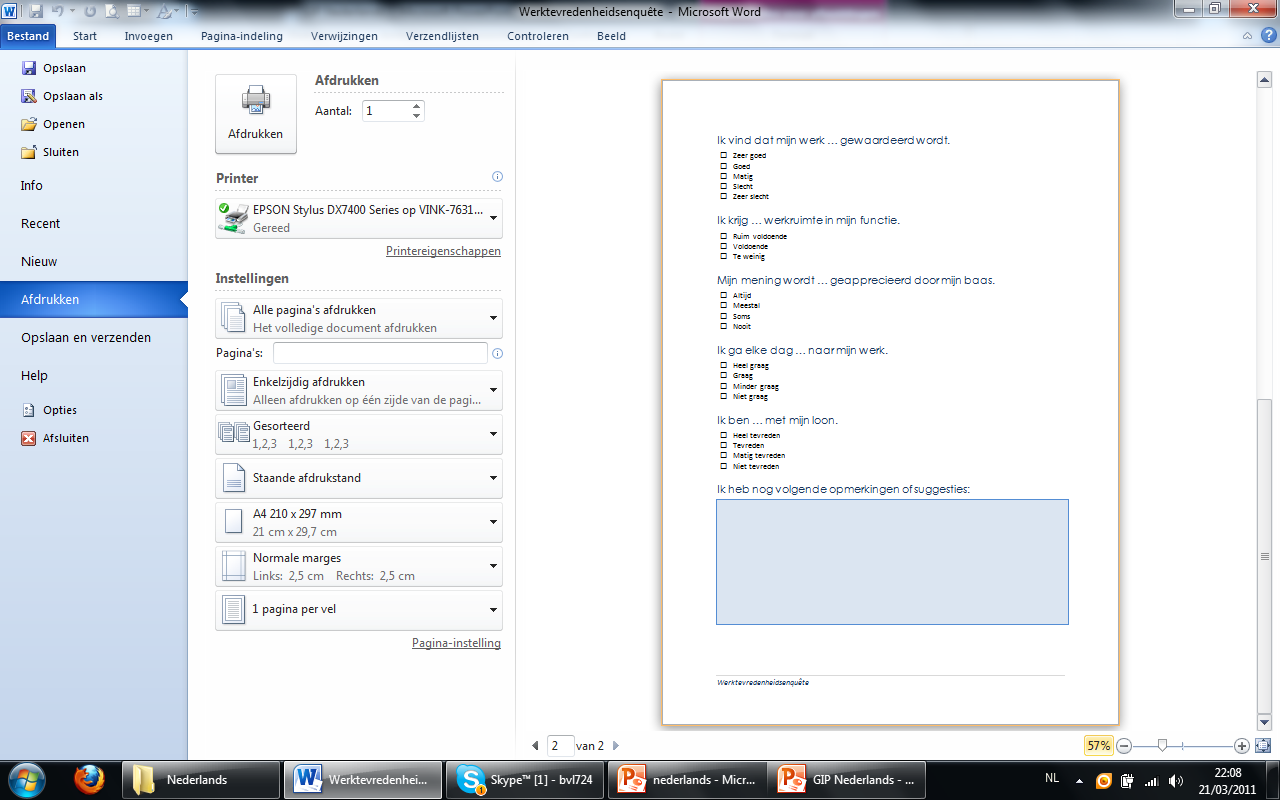 Werktevredenheidsenquête - Microsoft Word
Bestand
Start
Invoegen
Pagina-indeling
Verwijzingen
Verzendlijsten
Controleren
Beeld
Opslaan
Opslaan als
Openen
Sluiten
Info
Recent
Nieuw
Afdrukken
Opslaan en verzenden
Help
Opties
Afsluiten
Afdrukken
Afdrukken
Aantal: 1
Printer
EPSON Stylus DX7400 Series op VINK-7631...
Gereed
Printereigenschappen
Instellingen
Alle pagina's afdrukken
Het volledige document afdrukken
Pagina's:
Enkelzijdig afdrukken
Alleen afdrukken op één zijde van de pagi...
Gesorteerd
1,2,3 1,2,3 1,2,3
Staande afdrukstand
A4 210 x 297 mm
21 cm x 29,7 cm
Normale marges
Links: 2,5 cm Rechts: 2,5 cm
1 pagina per vel
Pagina-instelling
Ik vind dat mijn werk … gewaardeerd wordt.
Zeer goed
Goed
Matig
Slecht
Zeer slecht
Ik krijg … werkruimte in mijn functie.
Ruim voldoende
Voldoende
Te weinig
Mijn mening wordt … geapprecieerd door mijn baas.
Altijd
Meestal
Soms
Nooit
Ik ga elke dag … naar mijn werk.
Heel graag
Graag
Minder graag
Niet graag
Ik ben … met mijn loon.
Heel tevreden
Tevreden
Matig tevreden
Niet tevreden
Ik heb nog volgende opmerkingen of suggesties:
Werktevredenheidsenquête
2 van 2
57%
Nederlands
Werktevredenhei...
Skype™ [1] - bvl724
nederlands - Micr...
GIP Nederlands - ...
NL
22:08
21/03/2011